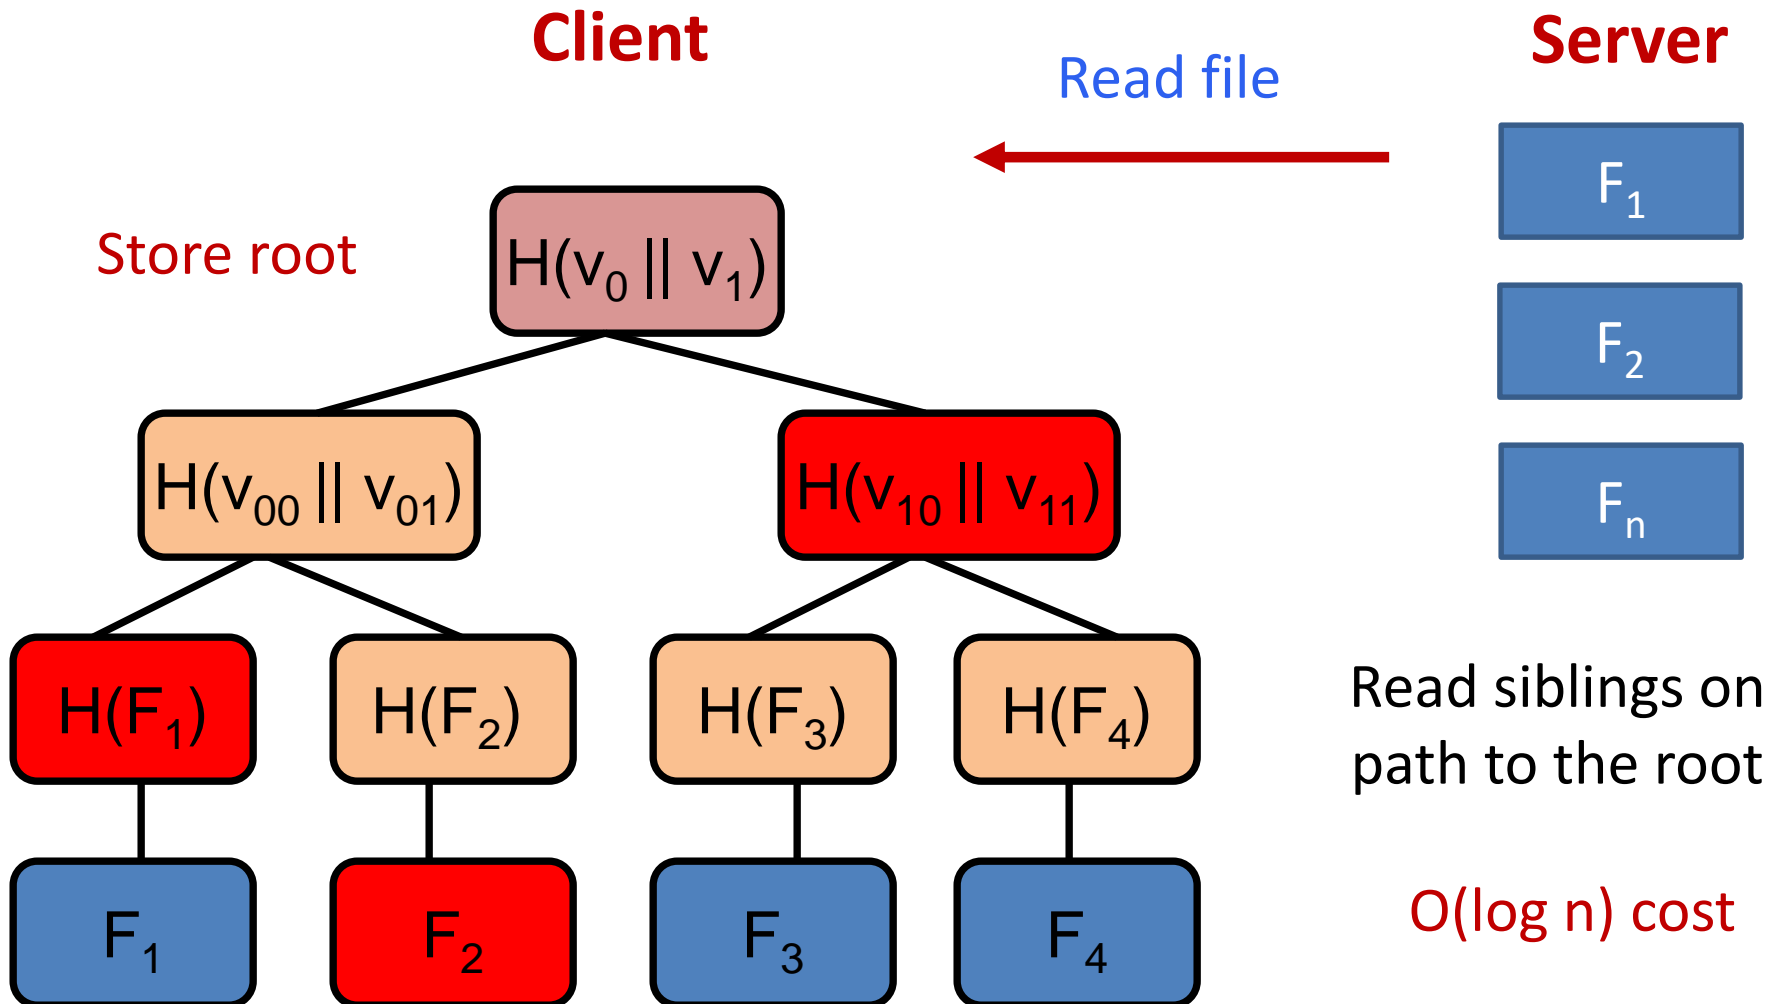 Client
Server
Read file
F₁
Store root
H(v₀ || v₁)
F₂
H(v₀₀ || v₀₁)
H(v₁₀ || v₁₁)
Fₙ
H(F₁)
H(F₂)
H(F₃)
H(F₄)
Read siblings on
path to the root
F₁
F₂
F₃
F₄
O(log n) cost